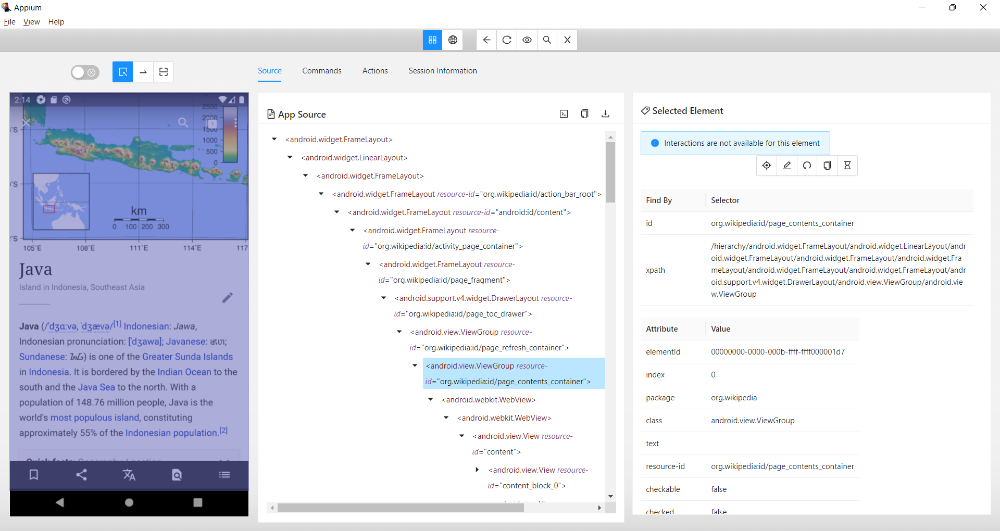 Appium
File View Help
Source Commands Actions Session Information
2:14
2500
2000
1500
1000
500
0
1
km
0 100 200 300
105°E 108°E 111°E 114°E 117
Java
Island in Indonesia, Southeast Asia
Java (/ˈdʒɑːvə, ˈdʒævə/[1] Indonesian: Jawa,
Indonesian pronunciation: [ˈdʒawa]; Javanese: ꦗꦮ;
Sundanese: ᮏᮝ) is one of the Greater Sunda Islands
in Indonesia. It is bordered by the Indian Ocean to the
south and the Java Sea to the north. With a
population of 148.76 million people, Java is the
world's most populous island, constituting
approximately 55% of the Indonesian population.[2]
App Source
<android.widget.FrameLayout>
<android.widget.LinearLayout>
<android.widget.FrameLayout>
<android.widget.FrameLayout resource-id="org.wikipedia:id/action_bar_root">
<android.widget.FrameLayout resource-id="android:id/content">
<android.widget.FrameLayout resource-
id="org.wikipedia:id/activity_page_container">
<android.widget.FrameLayout resource-
id="org.wikipedia:id/page_fragment">
<android.support.v4.widget.DrawerLayout resource-
id="org.wikipedia:id/page_toc_drawer">
<android.view.ViewGroup resource-
id="org.wikipedia:id/page_refresh_container">
<android.view.ViewGroup resource-
id="org.wikipedia:id/page_contents_container">
<android.webkit.WebView>
<android.webkit.WebView>
<android.view.View resource-
id="content">
<android.view.View resource-
id="content_block_0">
Selected Element
Interactions are not available for this element
Find By Selector
id org.wikipedia:id/page_contents_container
xpath /hierarchy/android.widget.FrameLayout/android.widget.LinearLayout/andr
oid.widget.FrameLayout/android.widget.FrameLayout/android.widget.Fra
meLayout/android.widget.FrameLayout/android.widget.FrameLayout/andr
oid.support.v4.widget.DrawerLayout/android.view.ViewGroup/android.vie
w.ViewGroup
Attribute Value
elementId 00000000-0000-000b-ffff-ffff000001d7
index 0
package org.wikipedia
class android.view.ViewGroup
text
resource-id org.wikipedia:id/page_contents_container
checkable false
checked false